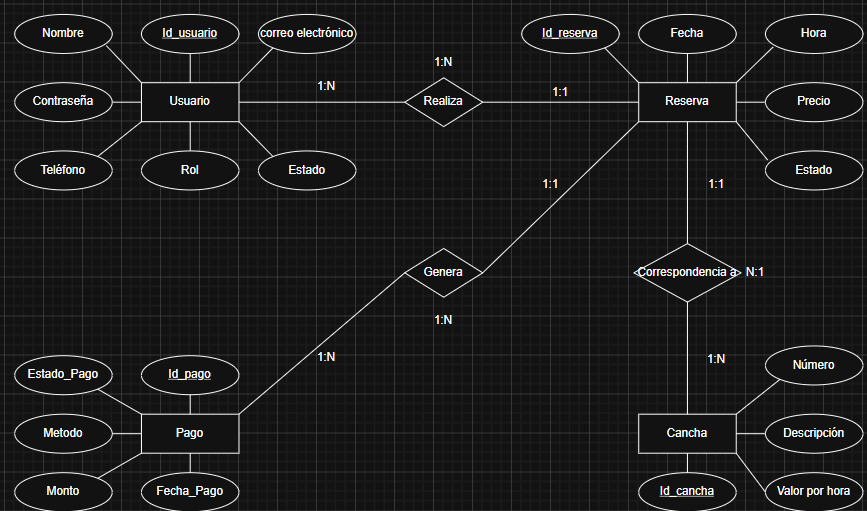 Nombre
Id_usuario
correo electrónico
Id_reserva
Fecha
Hora
1:N
1:N
1:1
Contraseña
Usuario
Realiza
Reserva
Precio
Teléfono
Rol
Estado
Estado
1:1
1:1
Genera
Correspondencia a
N:1
1:N
1:N
1:N
Número
Estado_Pago
Id_pago
Metodo
Pago
Cancha
Descripción
Monto
Fecha_Pago
Id_cancha
Valor por hora